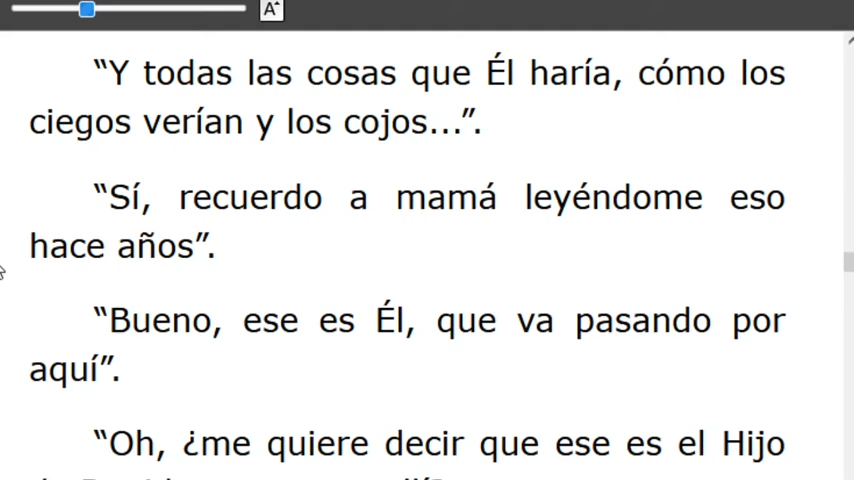 “Y todas las cosas que Él haría, cómo los
ciegos verían y los cojos...”.
“Sí, recuerdo a mamá leyéndome eso
hace años”.
“Bueno, ese es Él, que va pasando por
aquí”.
“Oh, ¿me quiere decir que ese es el Hijo